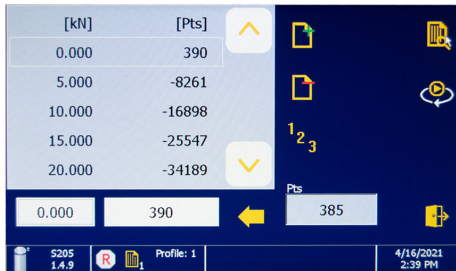 [kN] [Pts]
0.000 390
5.000 -8261
10.000 -16898
15.000 -25547
20.000 -34189
1 2 3
Pts
0.000 390 385
S205 1.4.9
R
1
Profile: 1
4/16/2021
2:39 PM